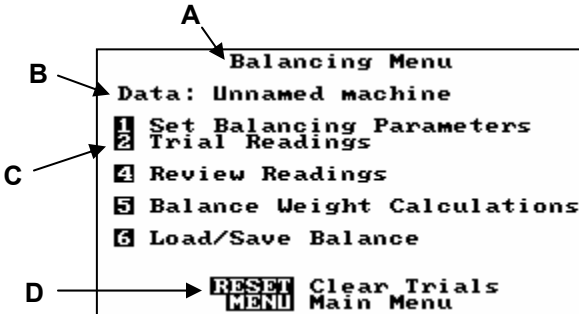 A
Balancing Menu
B
Data: Unnamed machine
1 Set Balancing Parameters
2 Trial Readings
C
4 Review Readings
5 Balance Weight Calculations
6 Load/Save Balance
D
RESET Clear Trials
MENU Main Menu